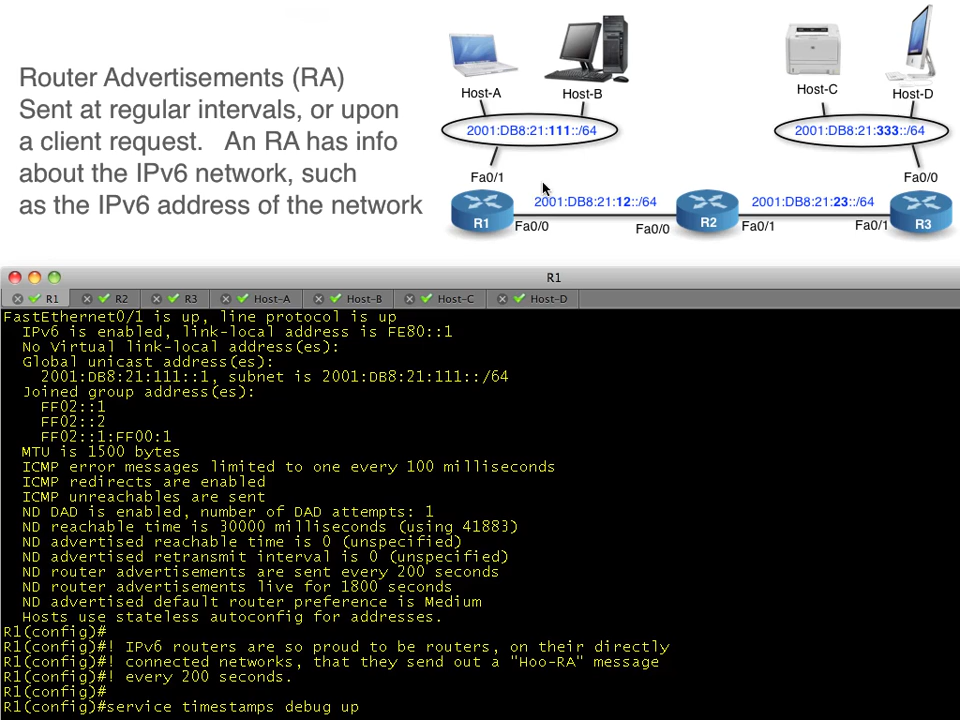 Router Advertisements (RA)
Sent at regular intervals, or upon
a client request. An RA has info
about the IPv6 network, such
as the IPv6 address of the network
Host-A
Host-B
Host-C
Host-D
2001:DB8:21:111::/64
2001:DB8:21:333::/64
Fa0/1
Fa0/0
2001:DB8:21:12::/64
2001:DB8:21:23::/64
R1
R2
R3
Fa0/0
Fa0/0
Fa0/1
Fa0/1
R1
R1
R2
R3
Host-A
Host-B
Host-C
Host-D
FastEthernet0/1 is up, line protocol is up
IPv6 is enabled, link-local address is FE80::1
No Virtual link-local address(es):
Global unicast address(es):
2001:DB8:21:111::1, subnet is 2001:DB8:21:111::/64
Joined group address(es):
FF02::1
FF02::2
FF02::1:FF00:1
MTU is 1500 bytes
ICMP error messages limited to one every 100 milliseconds
ICMP redirects are enabled
ICMP unreachables are sent
ND DAD is enabled, number of DAD attempts: 1
ND reachable time is 30000 milliseconds (using 41883)
ND advertised reachable time is 0 (unspecified)
ND advertised retransmit interval is 0 (unspecified)
ND router advertisements are sent every 200 seconds
ND router advertisements live for 1800 seconds
ND advertised default router preference is Medium
Hosts use stateless autoconfig for addresses.
R1(config)#
R1(config)#! IPv6 routers are so proud to be routers, on their directly
R1(config)#! connected networks, that they send out a "Hoo-RA" message
R1(config)#! every 200 seconds.
R1(config)#
R1(config)#service timestamps debug up